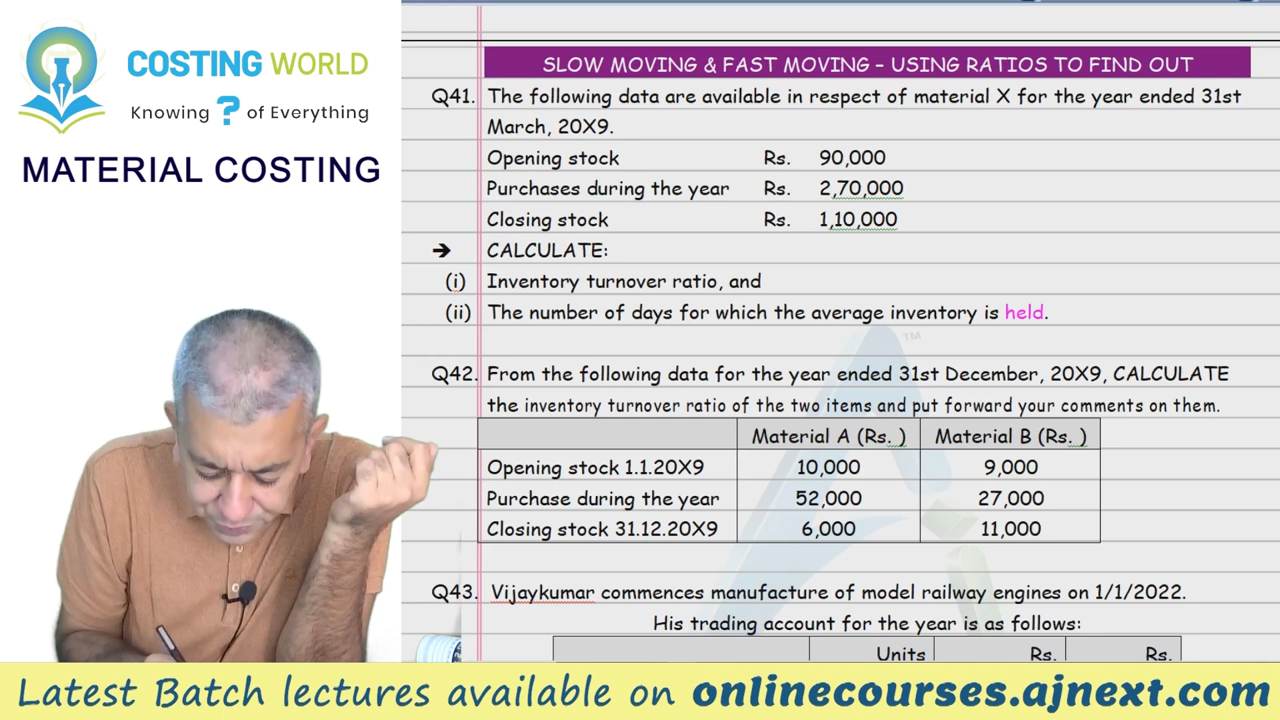 COSTING WORLD
Knowing ? of Everything
MATERIAL COSTING
SLOW MOVING & FAST MOVING – USING RATIOS TO FIND OUT
Q41. The following data are available in respect of material X for the year ended 31st
March, 20X9.
Opening stock Rs. 90,000
Purchases during the year Rs. 2,70,000
Closing stock Rs. 1,10,000
➔ CALCULATE:
(i) Inventory turnover ratio, and
(ii) The number of days for which the average inventory is held.
TM
Q42. From the following data for the year ended 31st December, 20X9, CALCULATE
the inventory turnover ratio of the two items and put forward your comments on them.
Material A (Rs. ) Material B (Rs. )
Opening stock 1.1.20X9 10,000 9,000
Purchase during the year 52,000 27,000
Closing stock 31.12.20X9 6,000 11,000
Q43. Vijaykumar commences manufacture of model railway engines on 1/1/2022.
His trading account for the year is as follows:
Units Rs. Rs.
Latest Batch lectures available on onlinecourses.ajnext.com